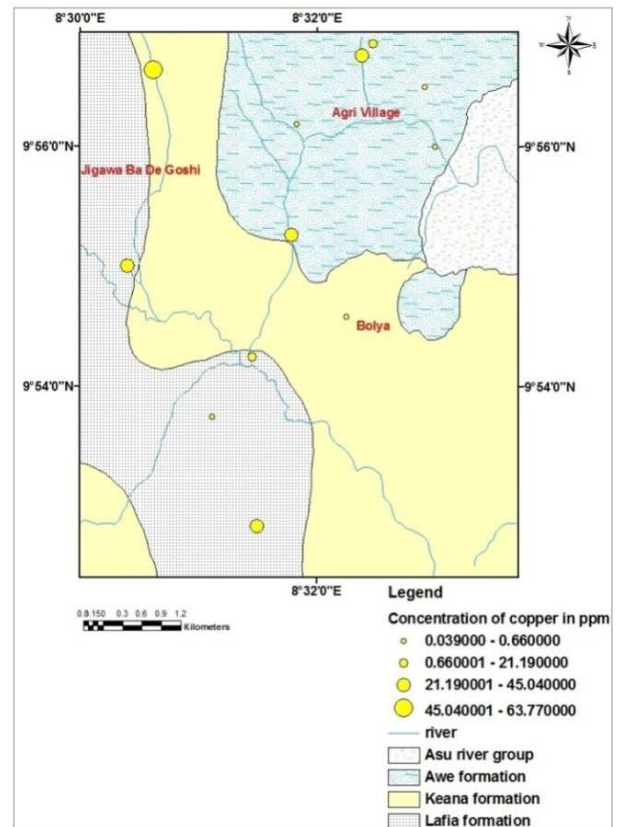 8°30'0"E
8°32'0"E
N
W
E
S
Agri Village
9°56'0"N
9°56'0"N
Jigawa Ba De Goshi
Bolya
9°54'0"N
9°54'0"N
8°32'0"E
Legend
0.3 0.6 0.9 1.2
Kilometers
Concentration of copper in ppm
0.039000 - 0.660000
0.660001 - 21.190000
21.190001 - 45.040000
45.040001 - 63.770000
river
Asu river group
Awe formation
Keana formation
Lafia formation